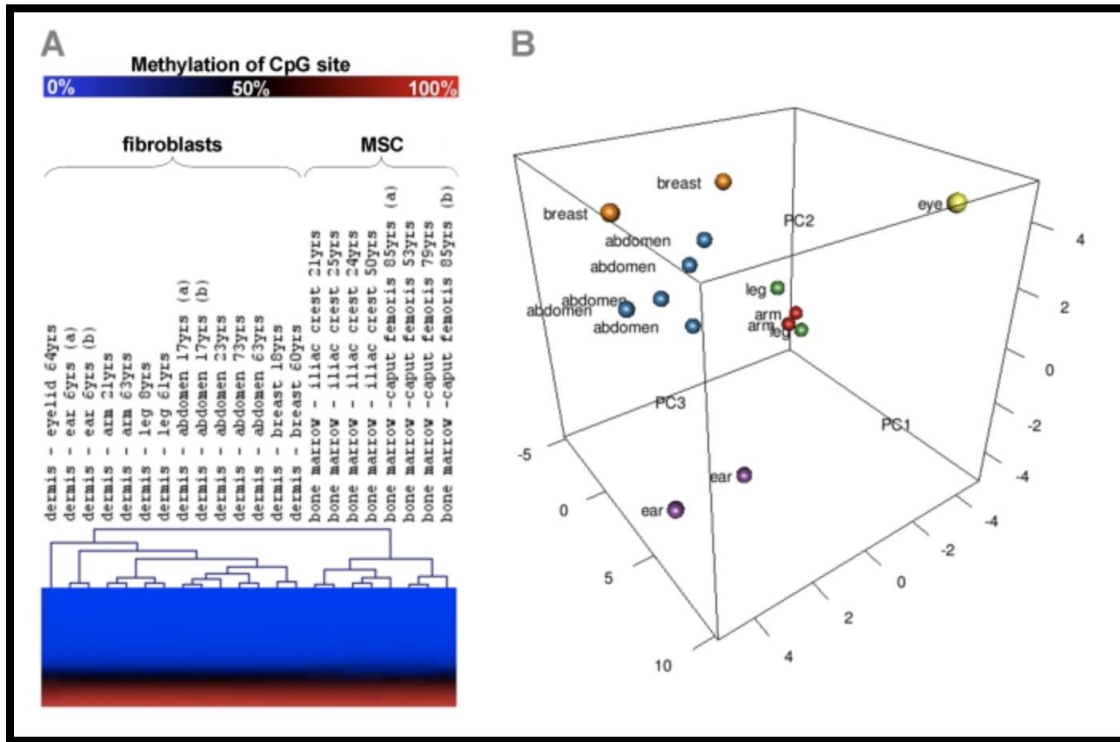 A
Methylation of CpG site
0% 50% 100%
fibroblasts MSC
dermis - eyelid 64yrs
dermis - ear 6yrs (a)
dermis - ear 6yrs (b)
dermis - arm 21yrs
dermis - arm 63yrs
dermis - leg 8yrs
dermis - leg 61yrs
dermis - abdomen 17yrs (a)
dermis - abdomen 17yrs (b)
dermis - abdomen 23yrs
dermis - abdomen 73yrs
dermis - abdomen 63yrs
dermis - breast 18yrs
dermis - breast 60yrs
bone marrow - iliac crest 21yrs
bone marrow - iliac crest 25yrs
bone marrow - iliac crest 24yrs
bone marrow - iliac crest 50yrs
bone marrow -caput femoris 85yrs (a)
bone marrow -caput femoris 53yrs
bone marrow -caput femoris 79yrs
bone marrow -caput femoris 85yrs (b)
B
breast
breast
eye
PC2
abdomen
abdomen
abdomen
abdomen
abdomen
leg
arm
arm
leg
PC3
PC1
ear
ear
4
2
0
-2
-4
-5
0
5
10
4
2
0
-2
-4